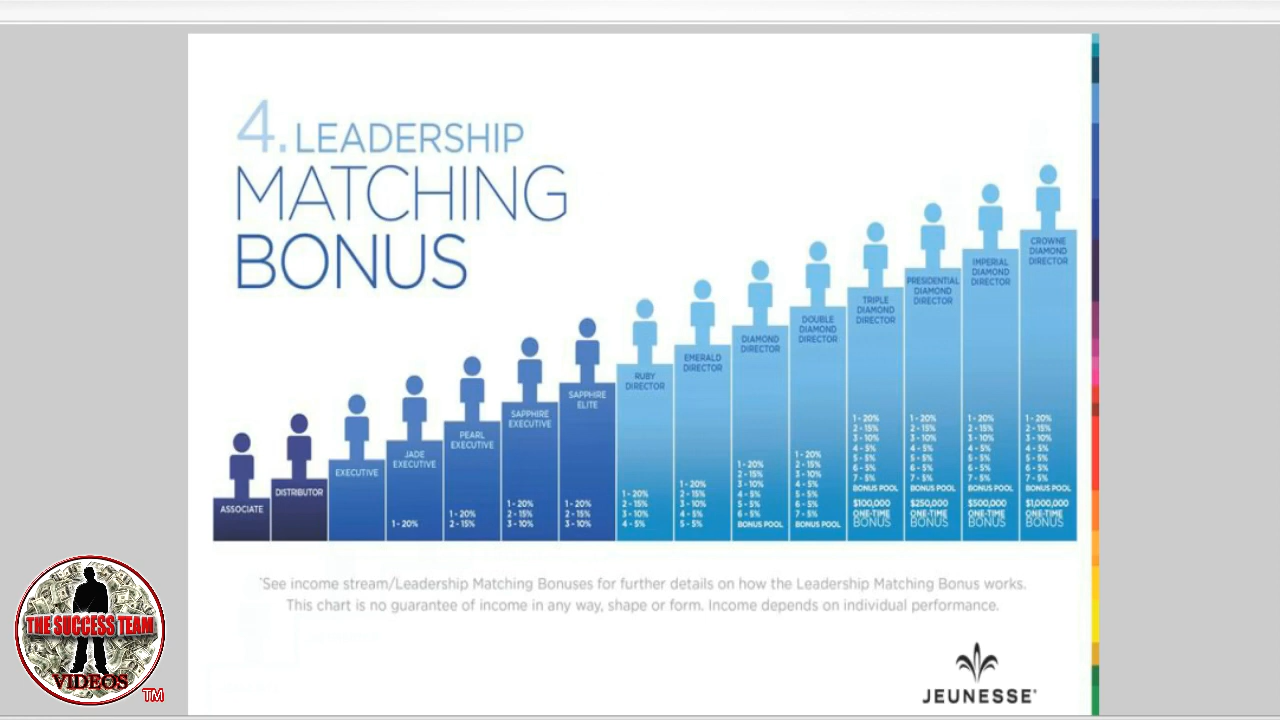 4. LEADERSHIP
MATCHING
BONUS
ASSOCIATE
DISTRIBUTOR
EXECUTIVE
JADE
EXECUTIVE
1 - 20%
PEARL
EXECUTIVE
1 - 20%
2 - 15%
SAPPHIRE
EXECUTIVE
1 - 20%
2 - 15%
3 - 10%
SAPPHIRE
ELITE
1 - 20%
2 - 15%
3 - 10%
RUBY
DIRECTOR
1 - 20%
2 - 15%
3 - 10%
4 - 5%
EMERALD
DIRECTOR
1 - 20%
2 - 15%
3 - 10%
4 - 5%
5 - 5%
DIAMOND
DIRECTOR
1 - 20%
2 - 15%
3 - 10%
4 - 5%
5 - 5%
6 - 5%
BONUS POOL
DOUBLE
DIAMOND
DIRECTOR
1 - 20%
2 - 15%
3 - 10%
4 - 5%
5 - 5%
6 - 5%
7 - 5%
BONUS POOL
TRIPLE
DIAMOND
DIRECTOR
1 - 20%
2 - 15%
3 - 10%
4 - 5%
5 - 5%
6 - 5%
7 - 5%
BONUS POOL
$100,000
ONE-TIME
BONUS
PRESIDENTIAL
DIAMOND
DIRECTOR
1 - 20%
2 - 15%
3 - 10%
4 - 5%
5 - 5%
6 - 5%
7 - 5%
BONUS POOL
$250,000
ONE-TIME
BONUS
IMPERIAL
DIAMOND
DIRECTOR
1 - 20%
2 - 15%
3 - 10%
4 - 5%
5 - 5%
6 - 5%
7 - 5%
BONUS POOL
$500,000
ONE-TIME
BONUS
CROWNE
DIAMOND
DIRECTOR
1 - 20%
2 - 15%
3 - 10%
4 - 5%
5 - 5%
6 - 5%
7 - 5%
BONUS POOL
$1,000,000
ONE-TIME
BONUS
*See income stream/Leadership Matching Bonuses for further details on how the Leadership Matching Bonus works.
This chart is no guarantee of income in any way, shape or form. Income depends on individual performance.
THE SUCCESS TEAM
VIDEOS
TM
JEUNESSE®